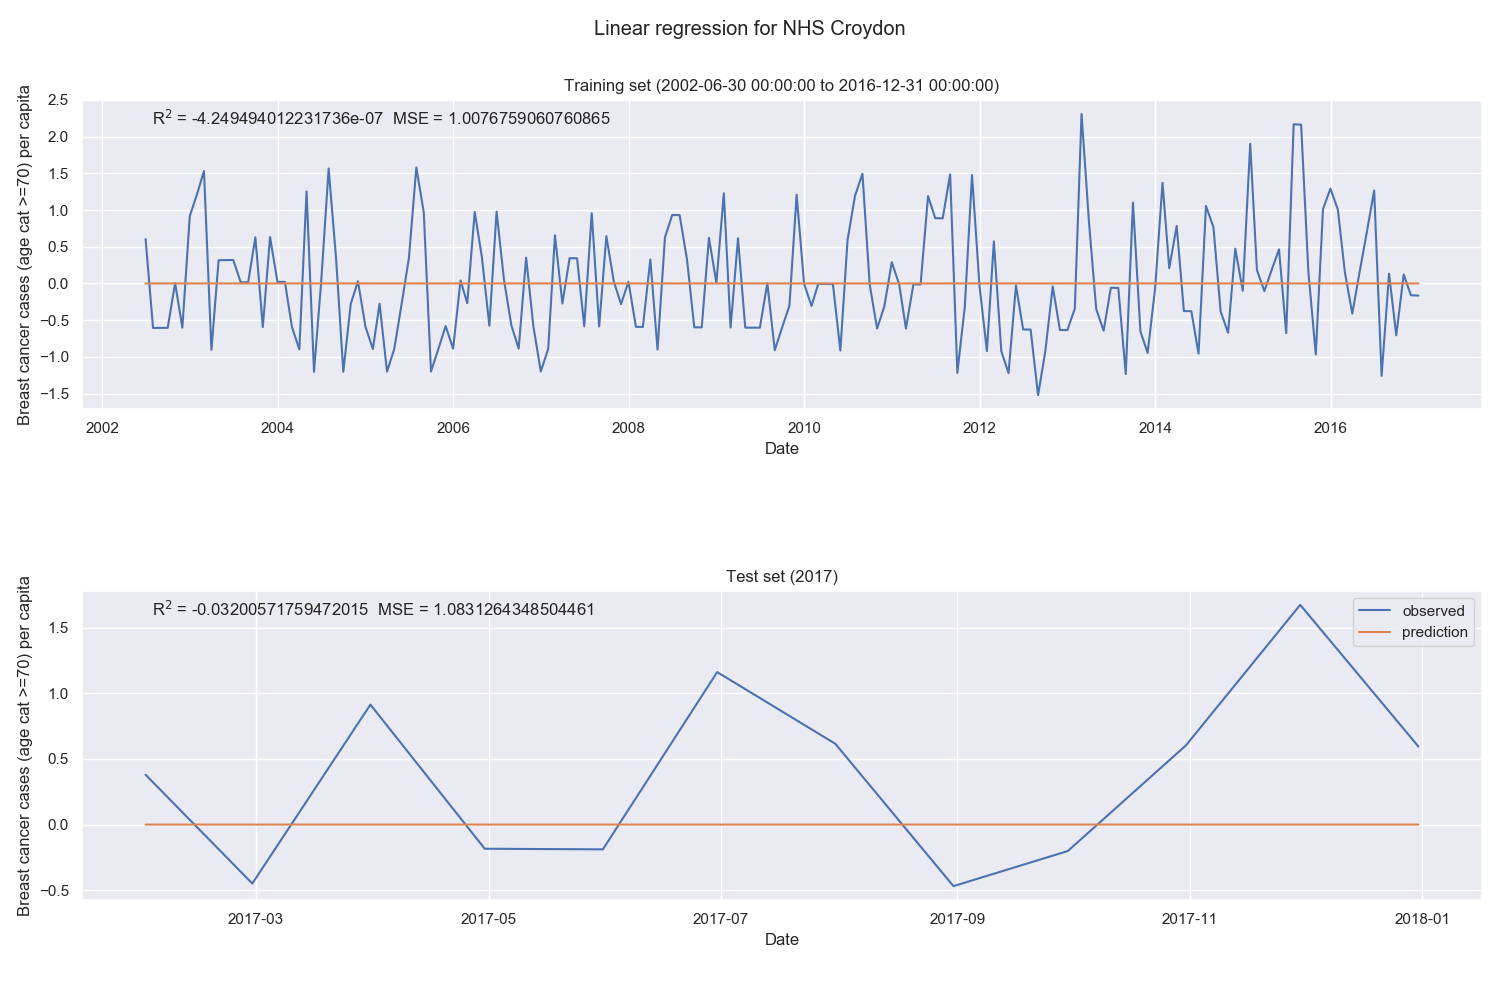 Linear regression for NHS Croydon
Training set (2002-06-30 00:00:00 to 2016-12-31 00:00:00)
R² = -4.249494012231736e-07  MSE = 1.0076759060760865
Breast cancer cases (age cat >=70) per capita
2.5
2.0
1.5
1.0
0.5
0.0
−0.5
−1.0
−1.5
2002 2004 2006 2008 2010 2012 2014 2016
Date
Test set (2017)
R² = -0.03200571759472015  MSE = 1.0831264348504461
observed
prediction
Breast cancer cases (age cat >=70) per capita
1.5
1.0
0.5
0.0
−0.5
2017-03 2017-05 2017-07 2017-09 2017-11 2018-01
Date